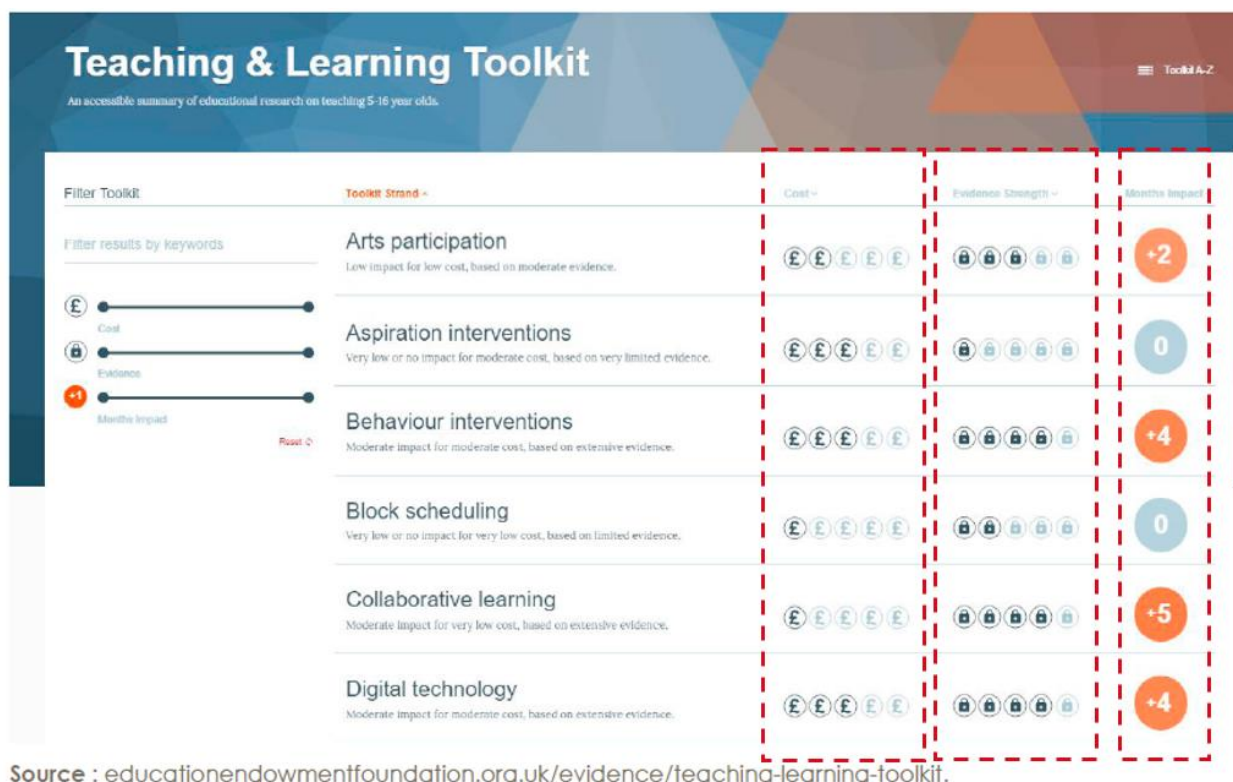 Teaching & Learning Toolkit
An accessible summary of educational research on teaching 5-16 year olds.
Toolkit A-Z
Filter Toolkit
Toolkit Strand
Cost
Evidence Strength
Months Impact
Filter results by keywords
£
Cost
Evidence
+1
Months Impact
Reset
Arts participation
Low impact for low cost, based on moderate evidence.
£ £ £ £ £
+2
Aspiration interventions
Very low or no impact for moderate cost, based on very limited evidence.
£ £ £ £ £
0
Behaviour interventions
Moderate impact for moderate cost, based on extensive evidence.
£ £ £ £ £
+4
Block scheduling
Very low or no impact for very low cost, based on limited evidence.
£ £ £ £ £
0
Collaborative learning
Moderate impact for very low cost, based on extensive evidence.
£ £ £ £ £
+5
Digital technology
Moderate impact for moderate cost, based on extensive evidence.
£ £ £ £ £
+4
Source : educationendowmentfoundation.org.uk/evidence/teaching-learning-toolkit.